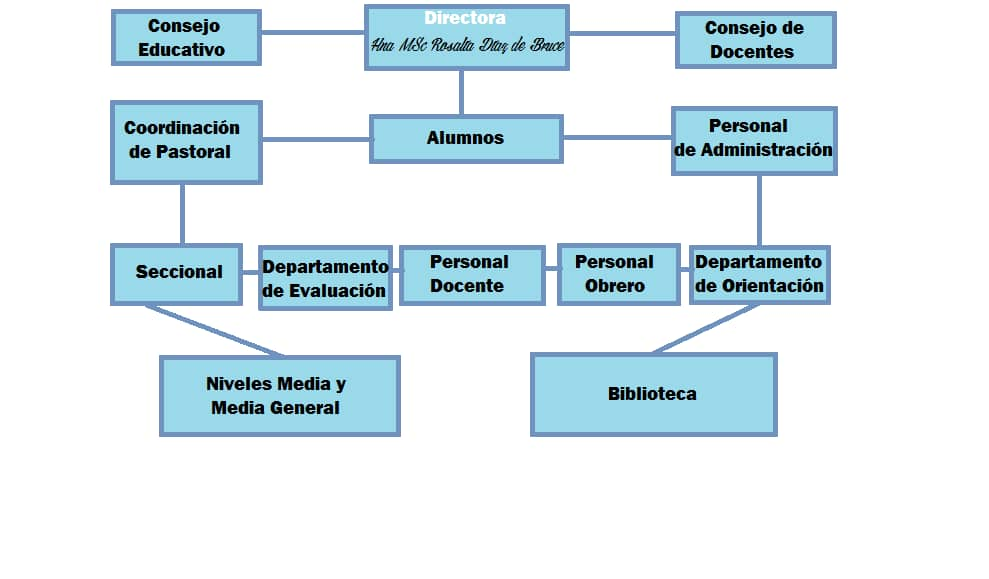 Consejo
Educativo
Directora
Ana MSc Rosalia Díaz de Bruce
Consejo de
Docentes
Coordinación
de Pastoral
Alumnos
Personal
de Administración
Seccional
Departamento
de Evaluación
Personal
Docente
Personal
Obrero
Departamento
de Orientación
Niveles Media y
Media General
Biblioteca